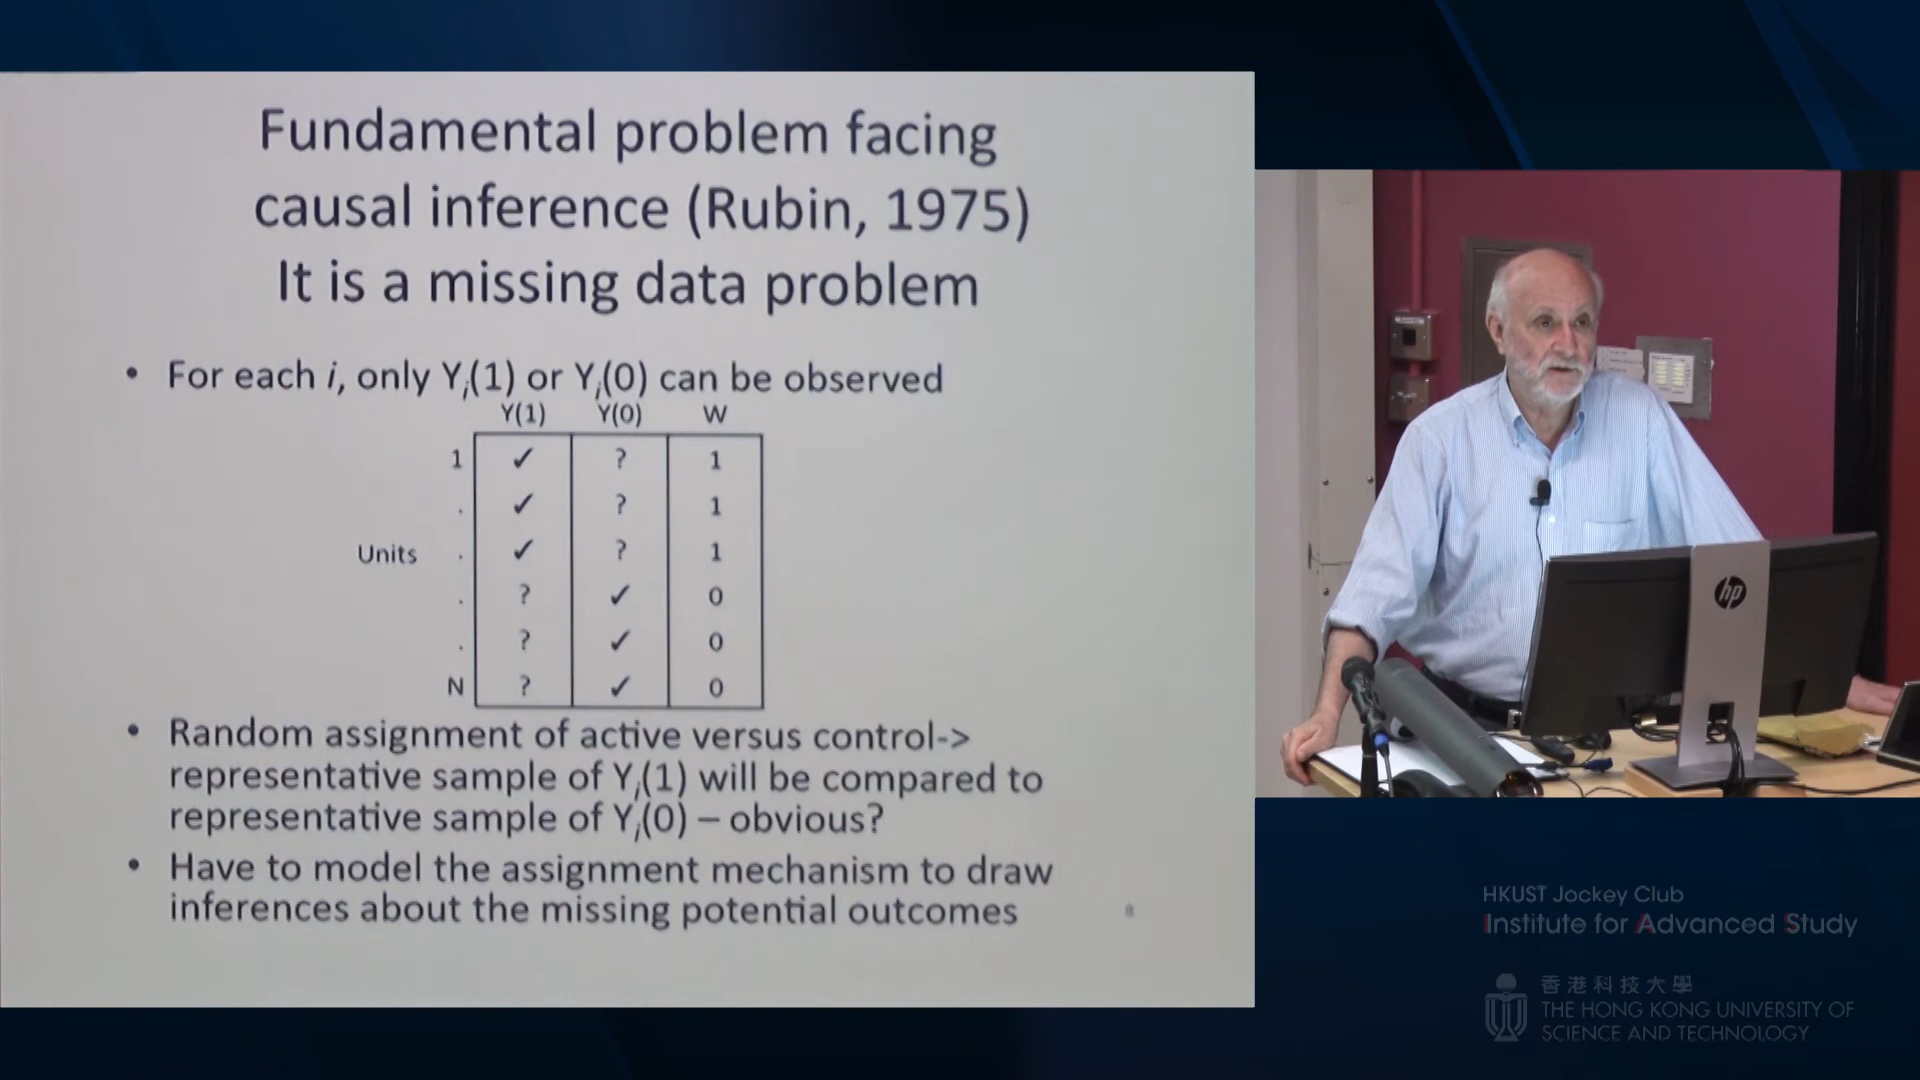 Fundamental problem facing
causal inference (Rubin, 1975)
It is a missing data problem
• For each i, only Yi(1) or Yi(0) can be observed
Y(1) Y(0) W
1 ✓ ? 1
. ✓ ? 1
Units . ✓ ? 1
. ? ✓ 0
. ? ✓ 0
N ? ✓ 0
• Random assignment of active versus control->
representative sample of Yi(1) will be compared to
representative sample of Yi(0) – obvious?
• Have to model the assignment mechanism to draw
inferences about the missing potential outcomes
8
hp
HKUST Jockey Club
Institute for Advanced Study
香港科技大學
THE HONG KONG UNIVERSITY OF
SCIENCE AND TECHNOLOGY